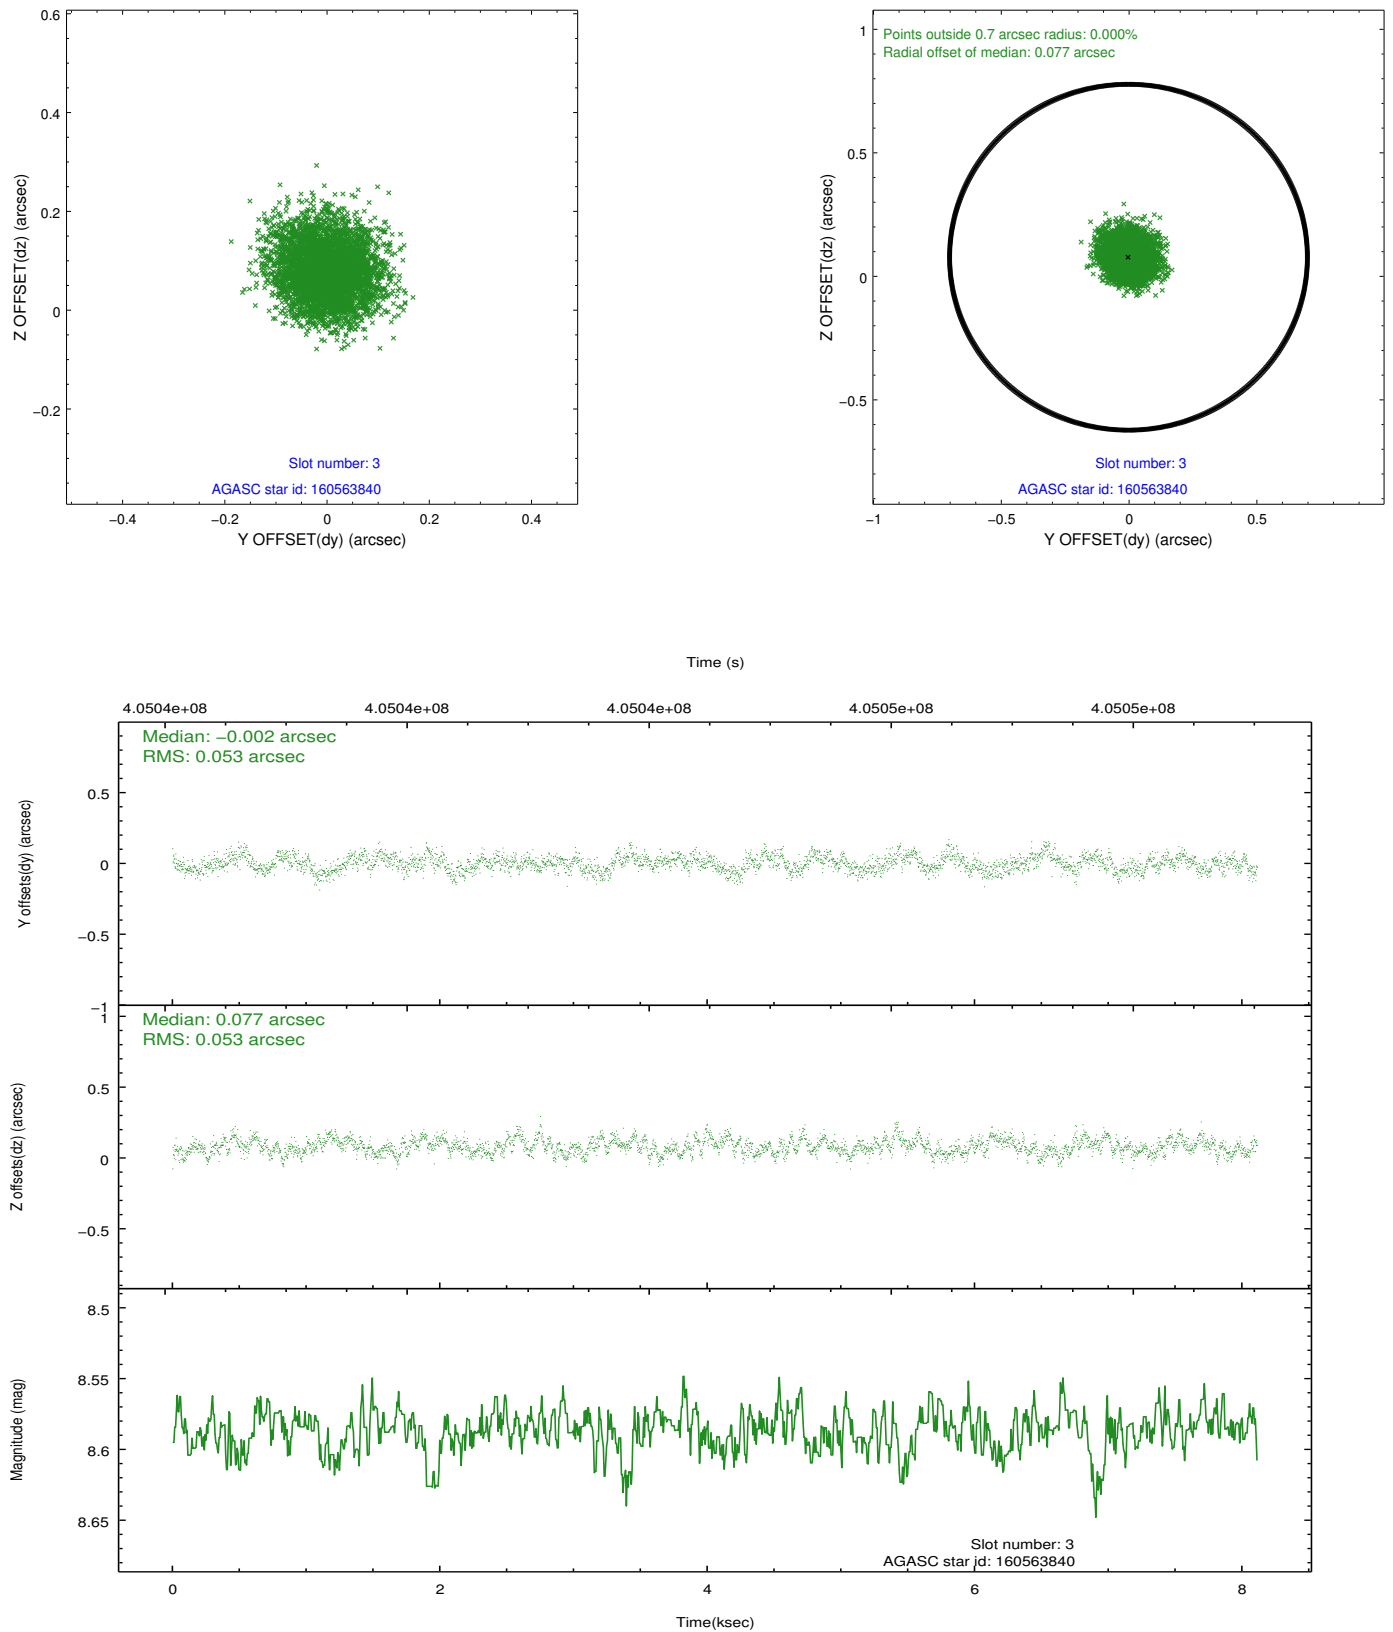 0.6
0.4
0.2
0
−0.2
Z OFFSET(dz) (arcsec)
Slot number: 3
AGASC star id: 160563840
−0.4 −0.2 0 0.2 0.4
Y OFFSET(dy) (arcsec)
Points outside 0.7 arcsec radius: 0.000%
Radial offset of median: 0.077 arcsec
1
0.5
0
−0.5
Z OFFSET(dz) (arcsec)
Slot number: 3
AGASC star id: 160563840
−1 −0.5 0 0.5
Y OFFSET(dy) (arcsec)
Time (s)
4.0504e+08 4.0504e+08 4.0504e+08 4.0505e+08 4.0505e+08
Median: −0.002 arcsec
RMS: 0.053 arcsec
0.5
0
−0.5
−1
Y offsets(dy) (arcsec)
Median: 0.077 arcsec
RMS: 0.053 arcsec
1
0.5
0
−0.5
Z offsets(dz) (arcsec)
8.5
8.55
8.6
8.65
Magnitude (mag)
Slot number: 3
AGASC star id: 160563840
0 2 4 6 8
Time(ksec)